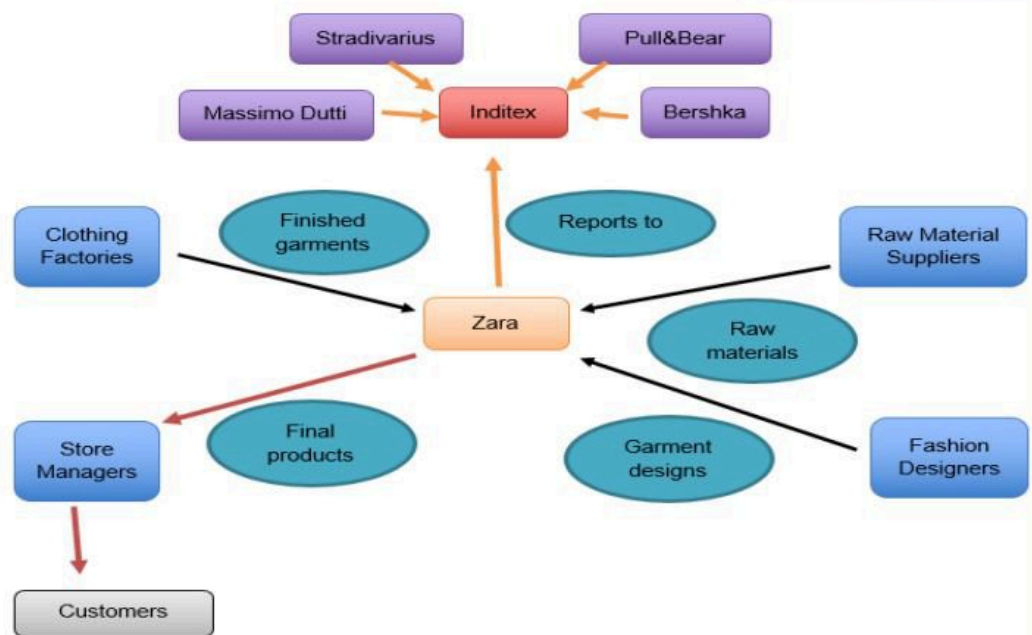 Stradivarius
Pull&Bear
Massimo Dutti
Inditex
Bershka
Finished
garments
Reports to
Clothing
Factories
Raw Material
Suppliers
Zara
Raw
materials
Final
products
Store
Managers
Garment
designs
Fashion
Designers
Customers